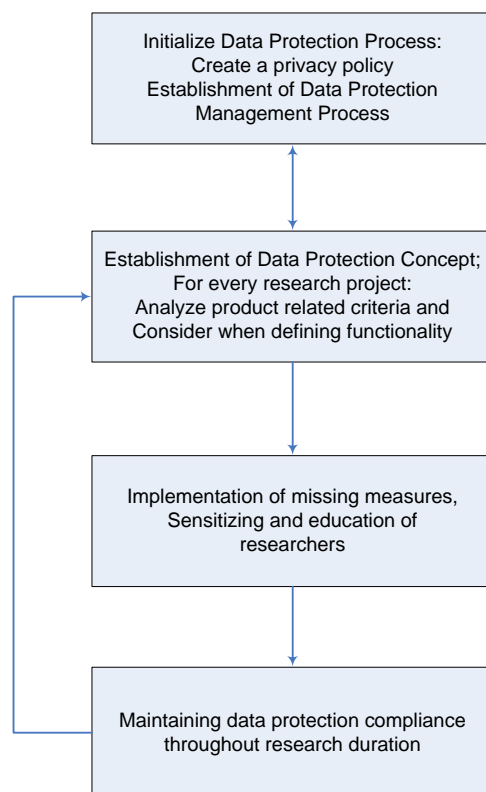 Initialize Data Protection Process:
Create a privacy policy
Establishment of Data Protection
Management Process
Establishment of Data Protection Concept;
For every research project:
Analyze product related criteria and
Consider when defining functionality
Implementation of missing measures,
Sensitizing and education of
researchers
Maintaining data protection compliance
throughout research duration